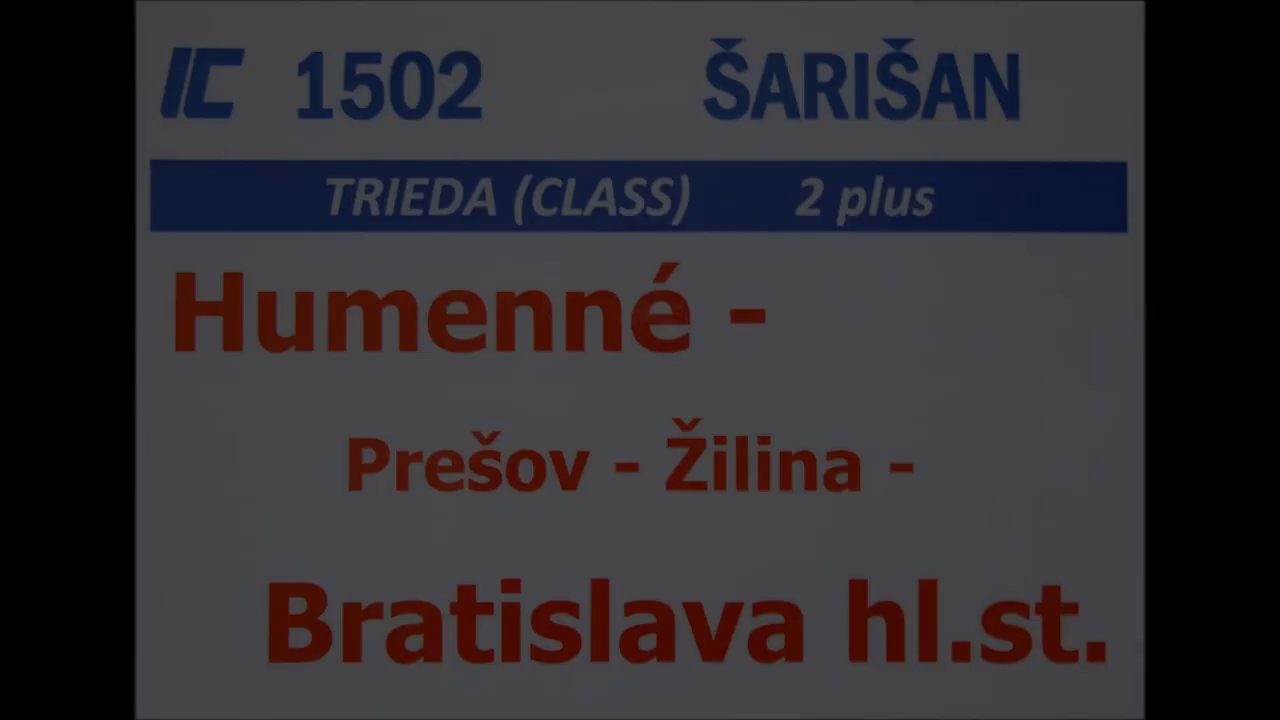 IC 1502 ŠARIŠAN
TRIEDA (CLASS) 2 plus
Humenné -
Prešov - Žilina -
Bratislava hl.st.